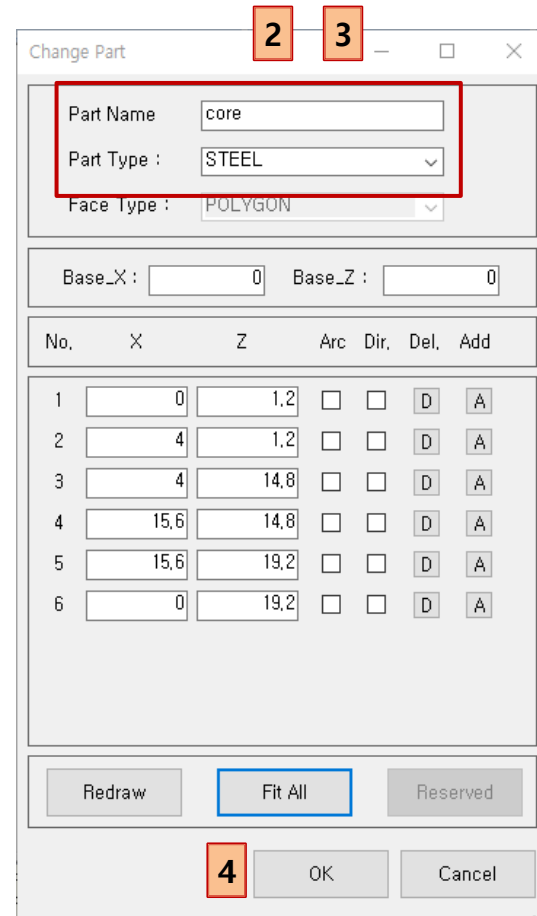 2 3
Change Part
Part Name core
Part Type : STEEL
Face Type : POLYGON
Base_X : 0 Base_Z : 0
No. X Z Arc Dir. Del. Add
1 0 1.2 D A
2 4 1.2 D A
3 4 14.8 D A
4 15.6 14.8 D A
5 15.6 19.2 D A
6 0 19.2 D A
Redraw Fit All Reserved
4 OK Cancel